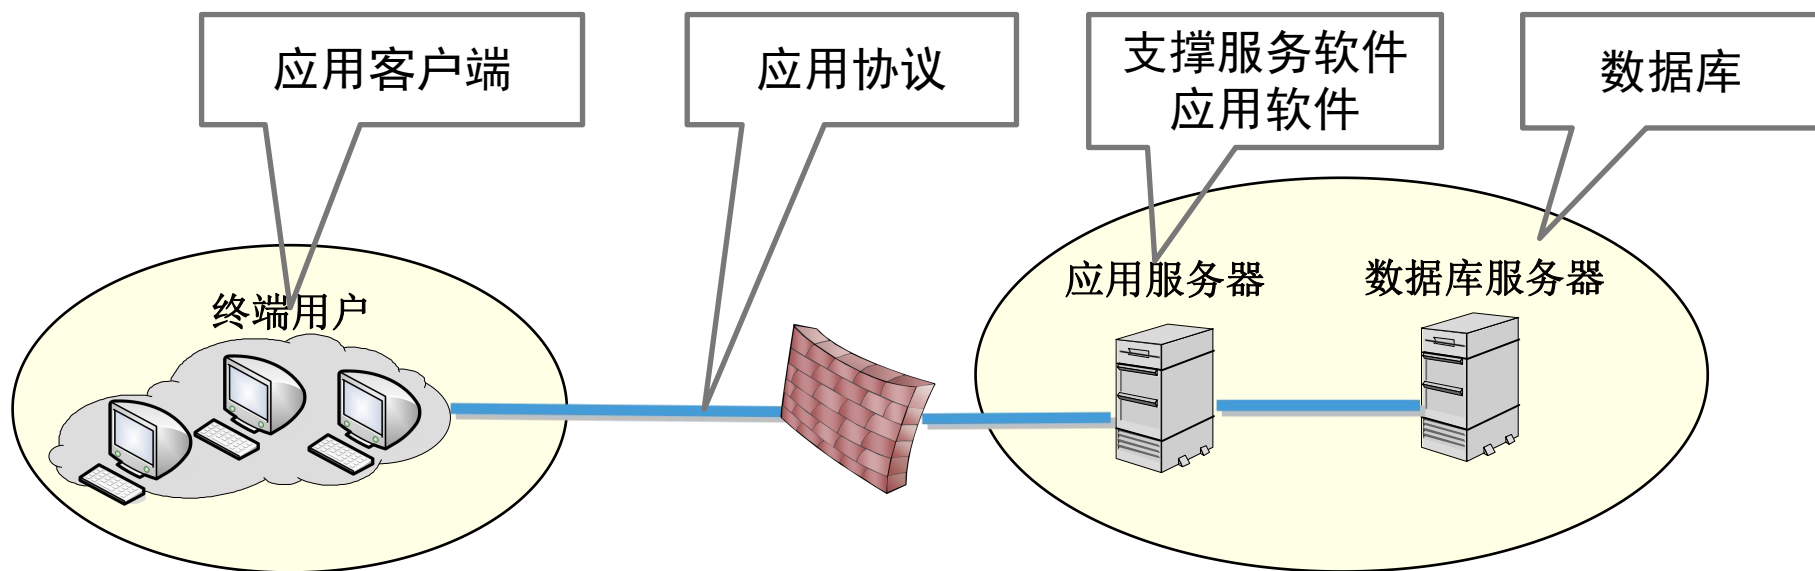 应用客户端
应用协议
支撑服务软件
应用软件
数据库
终端用户
应用服务器
数据库服务器